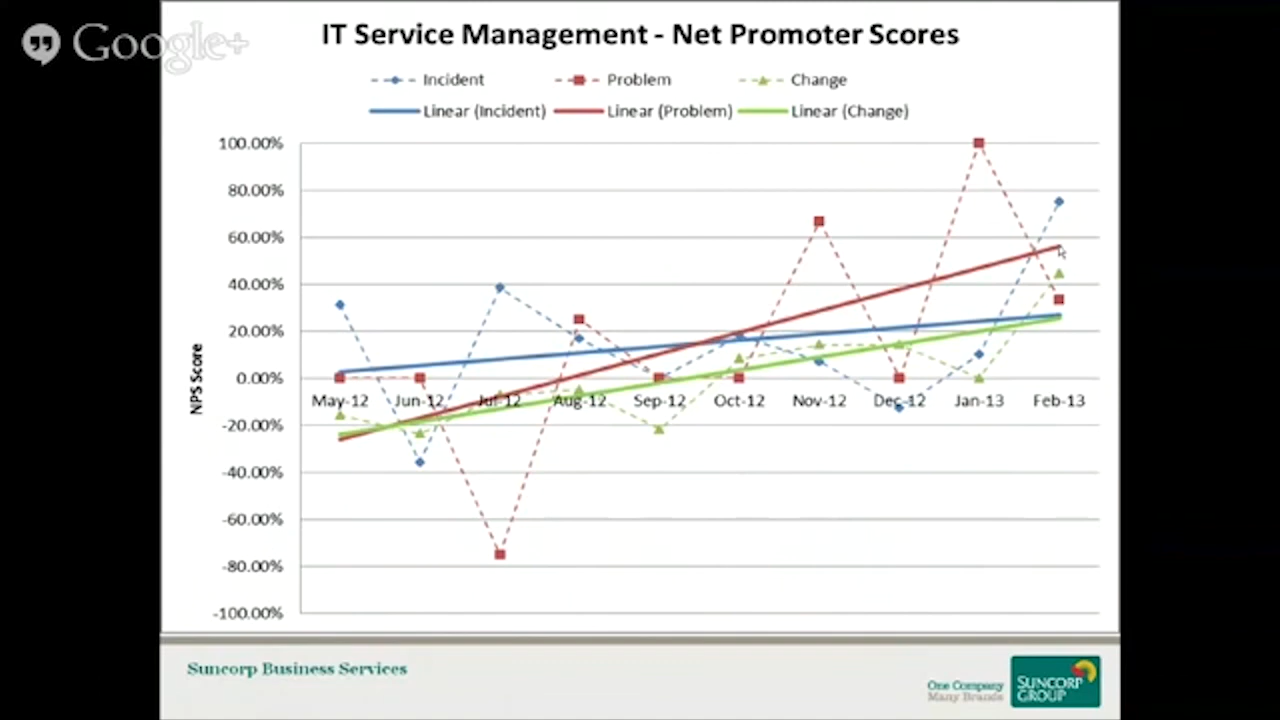 Google+
IT Service Management - Net Promoter Scores
Incident Problem Change
Linear (Incident) Linear (Problem) Linear (Change)
100.00%
80.00%
60.00%
40.00%
20.00%
0.00%
May-12 Jun-12 Jul-12 Aug-12 Sep-12 Oct-12 Nov-12 Dec-12 Jan-13 Feb-13
-20.00%
-40.00%
-60.00%
-80.00%
-100.00%
NPS Score
Suncorp Business Services
One Company
Many Brands
SUNCORP
GROUP